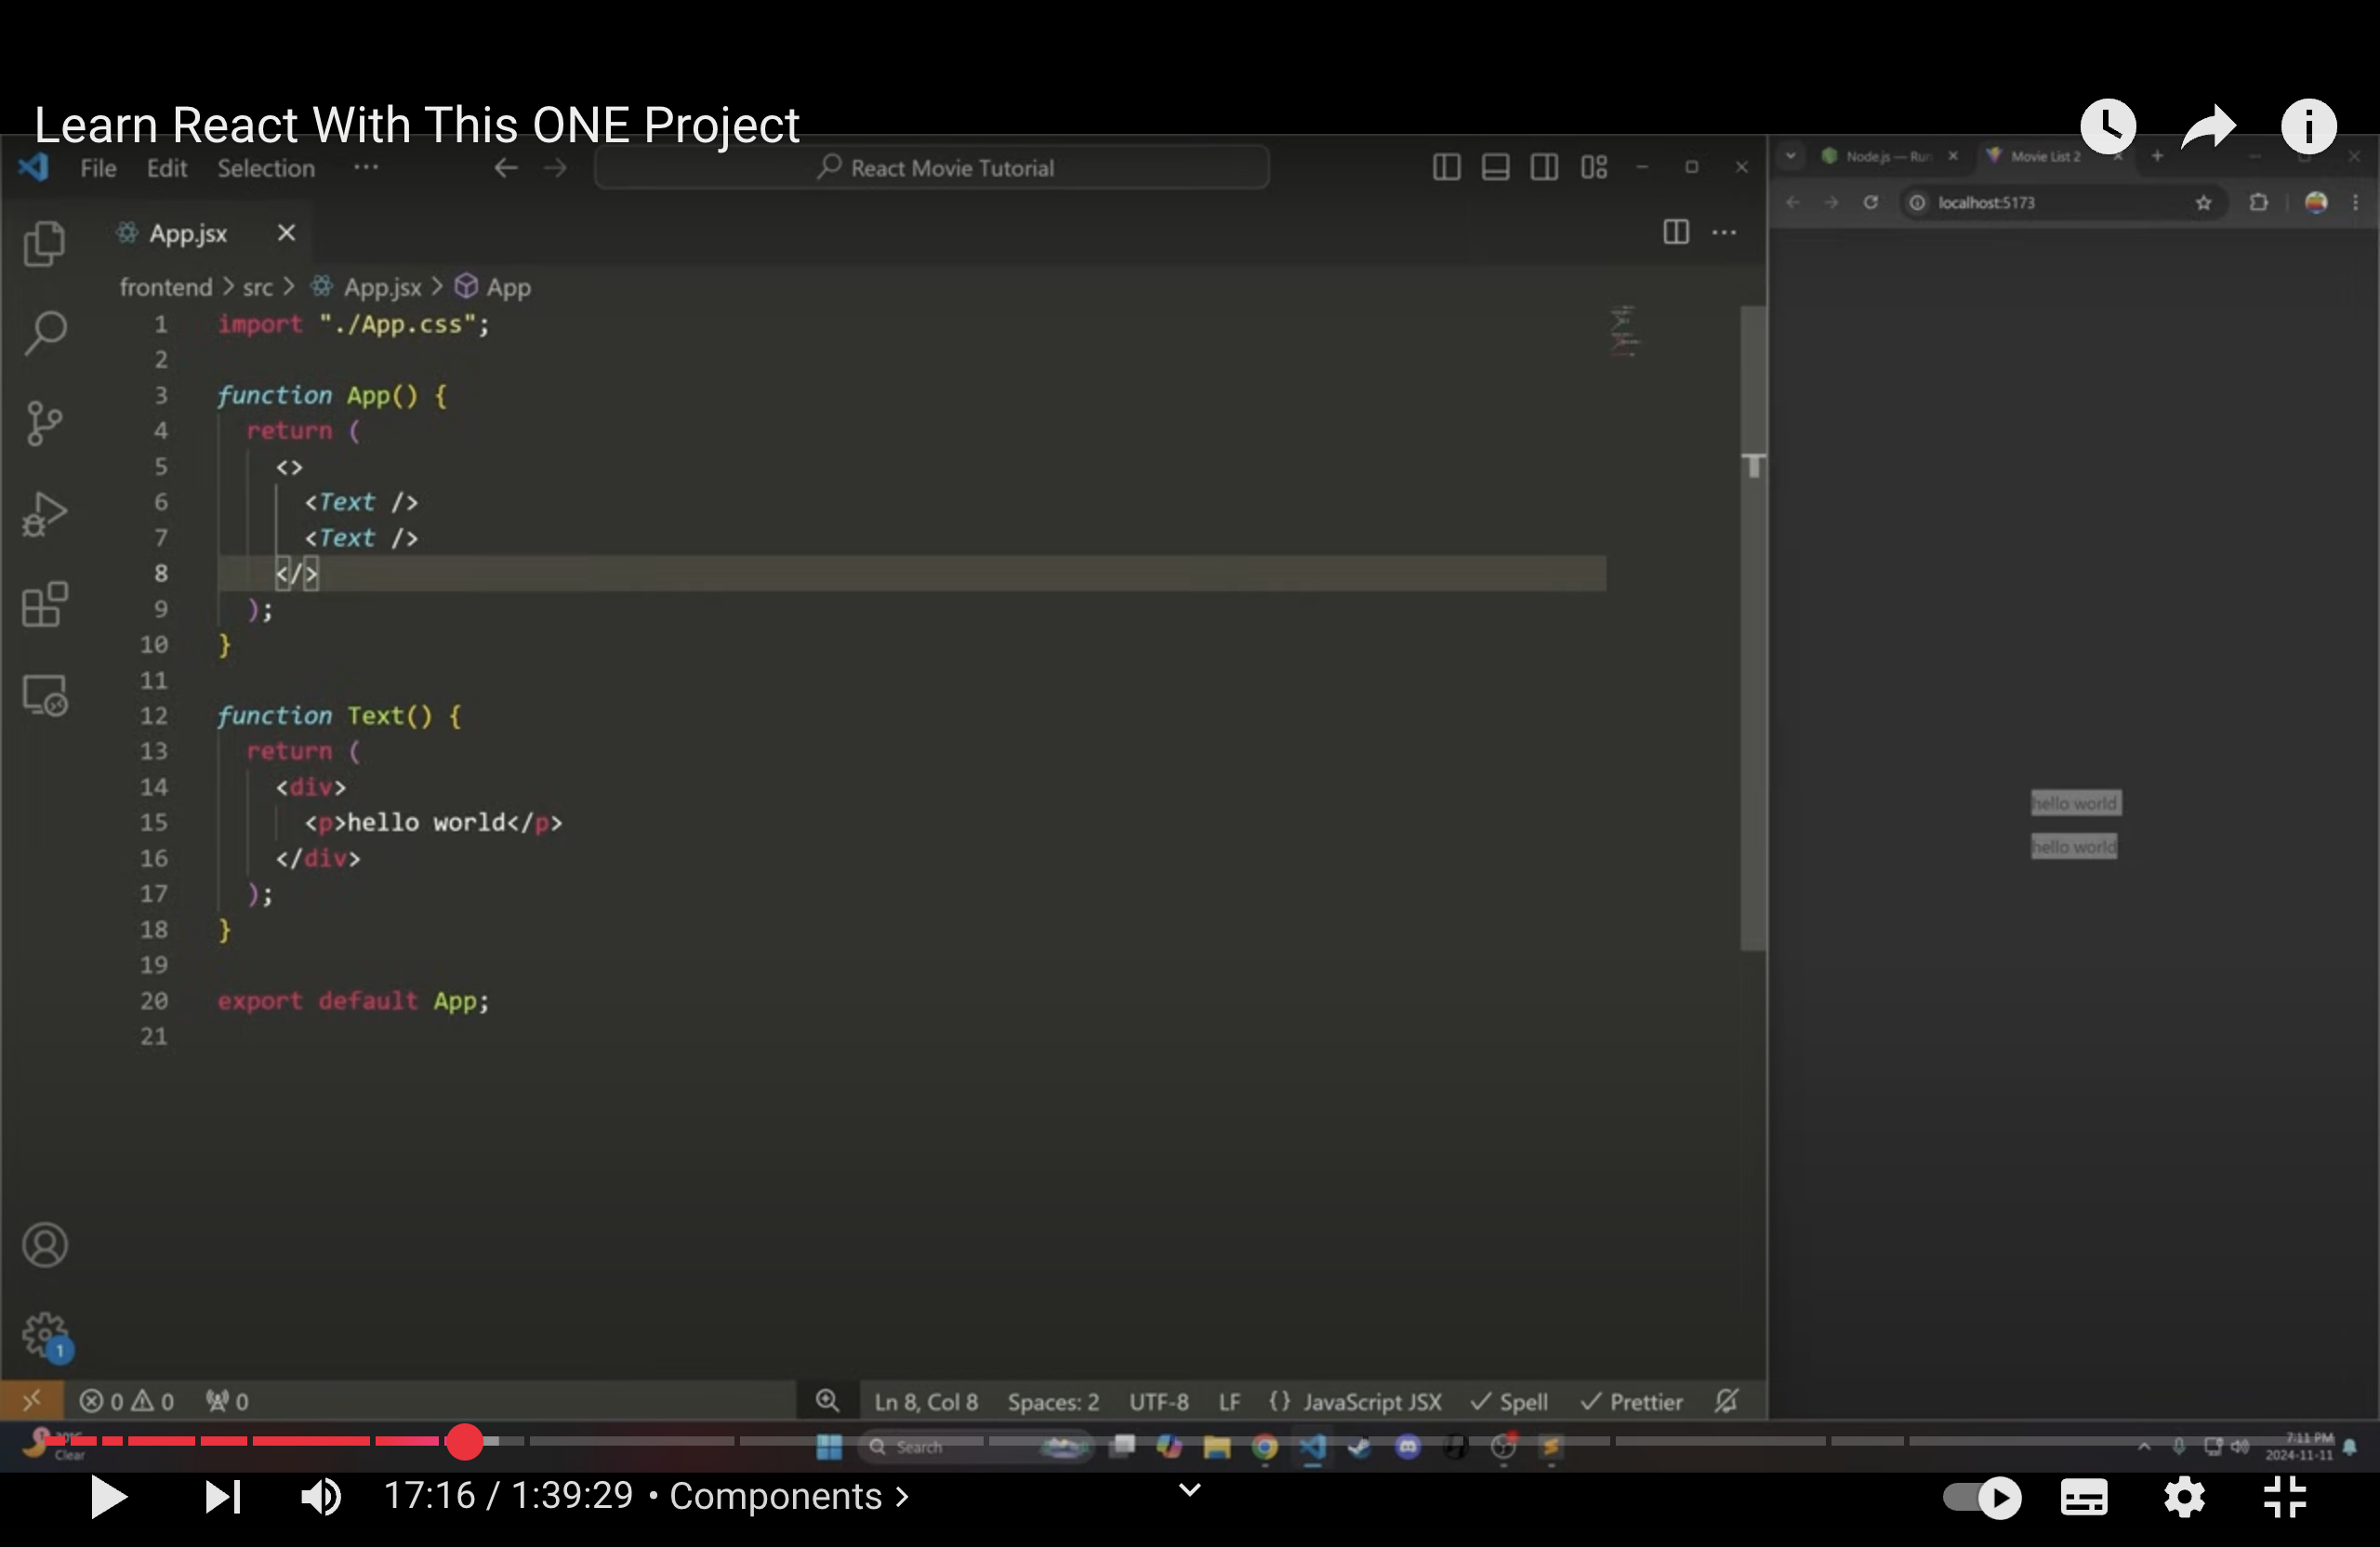 Learn React With This ONE Project
File Edit Selection ··· React Movie Tutorial
Node.js — Run Movie List 2
localhost:5173
App.jsx
frontend > src > App.jsx > App
1 import "./App.css";
2
3 function App() {
4 return (
5 <>
6 <Text />
7 <Text />
8 </>
9 );
10 }
11
12 function Text() {
13 return (
14 <div>
15 <p>hello world</p>
16 </div>
17 );
18 }
19
20 export default App;
21
hello world
hello world
1
0 0 0 Ln 8, Col 8 Spaces: 2 UTF-8 LF {} JavaScript JSX ✓ Spell ✓ Prettier
Clear
Search
7:11 PM
2024-11-11
17:16 / 1:39:29 • Components >